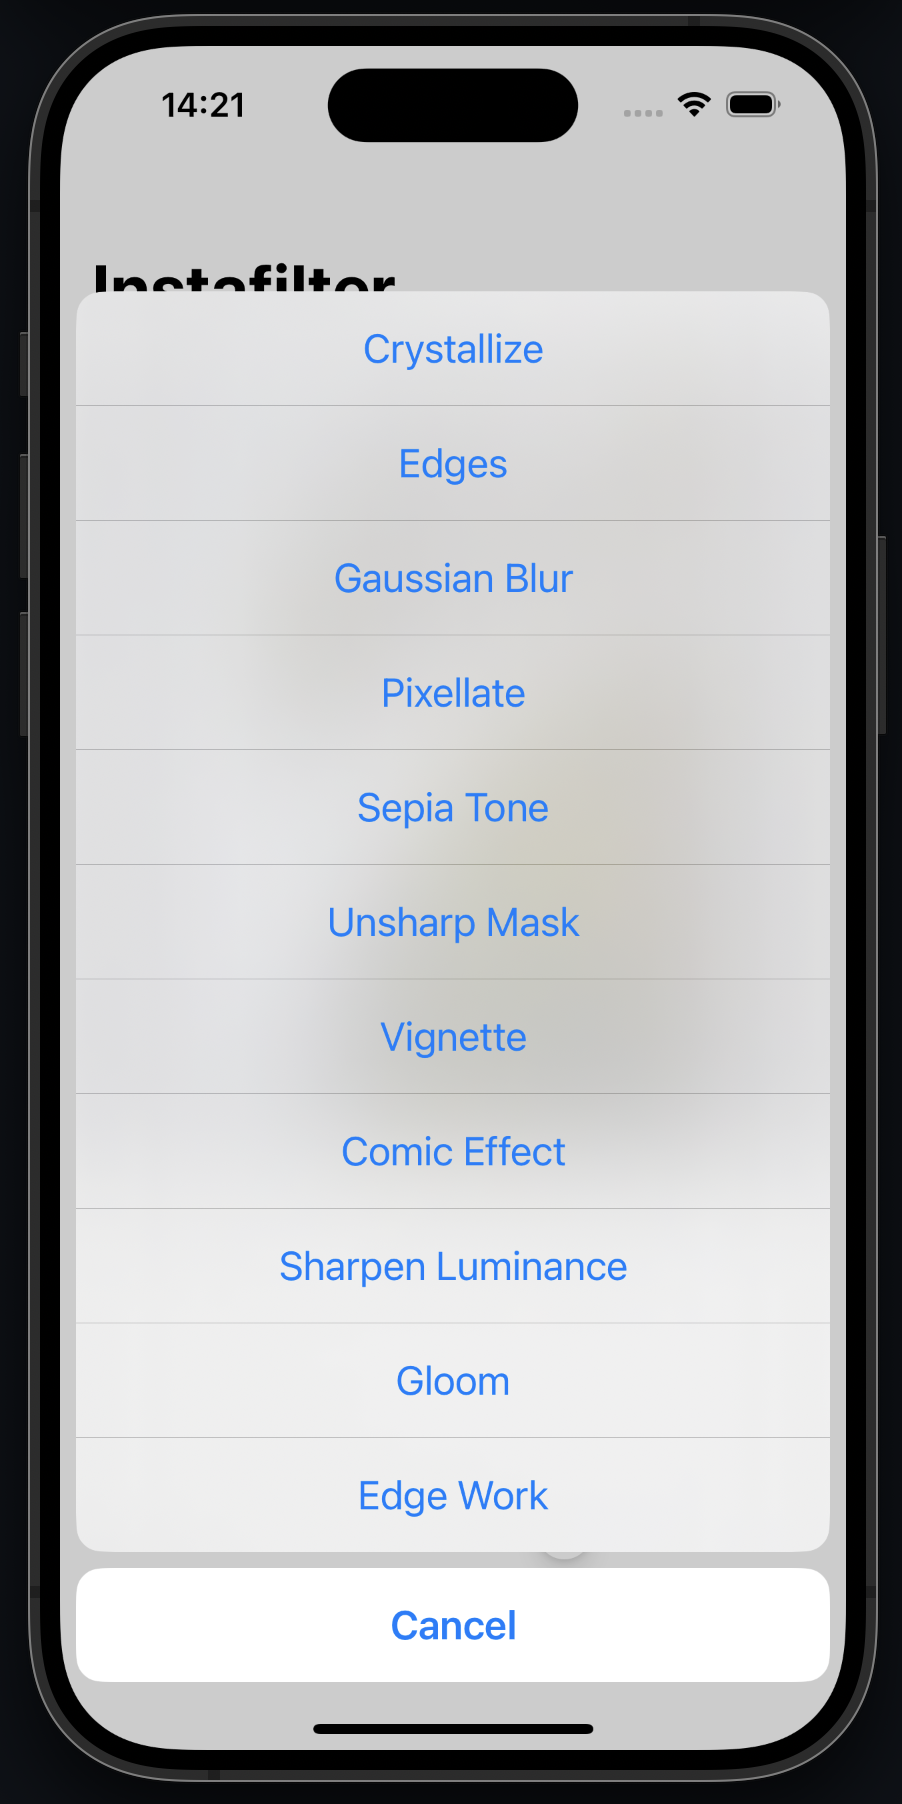 14:21
Instafilter
Crystallize
Edges
Gaussian Blur
Pixellate
Sepia Tone
Unsharp Mask
Vignette
Comic Effect
Sharpen Luminance
Gloom
Edge Work
Cancel